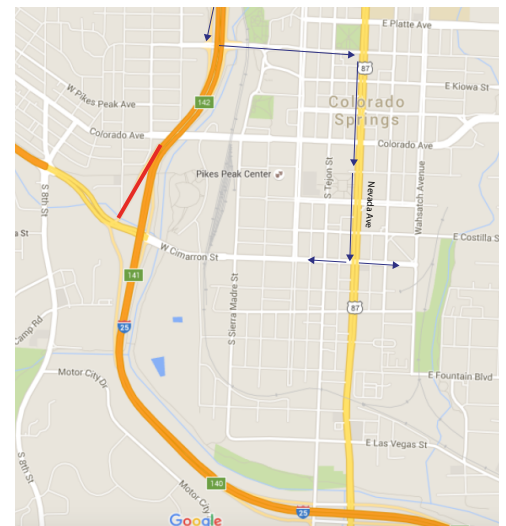 E Platte Ave
87
E Kiowa St
W Pikes Peak Ave
142
Colorado
Springs
Colorado Ave
Colorado Ave
Pikes Peak Center
S 8th St
S Tejon St
Nevada Ave
Wahsatch Avenue
a St
E Costilla S
W Cimarron St
141
S Sierra Madre St
87
25
Camp Rd
Motor City Dr
E Fountain Blvd
E Las Vegas St
S 8th St
140
Motor City
25
Google